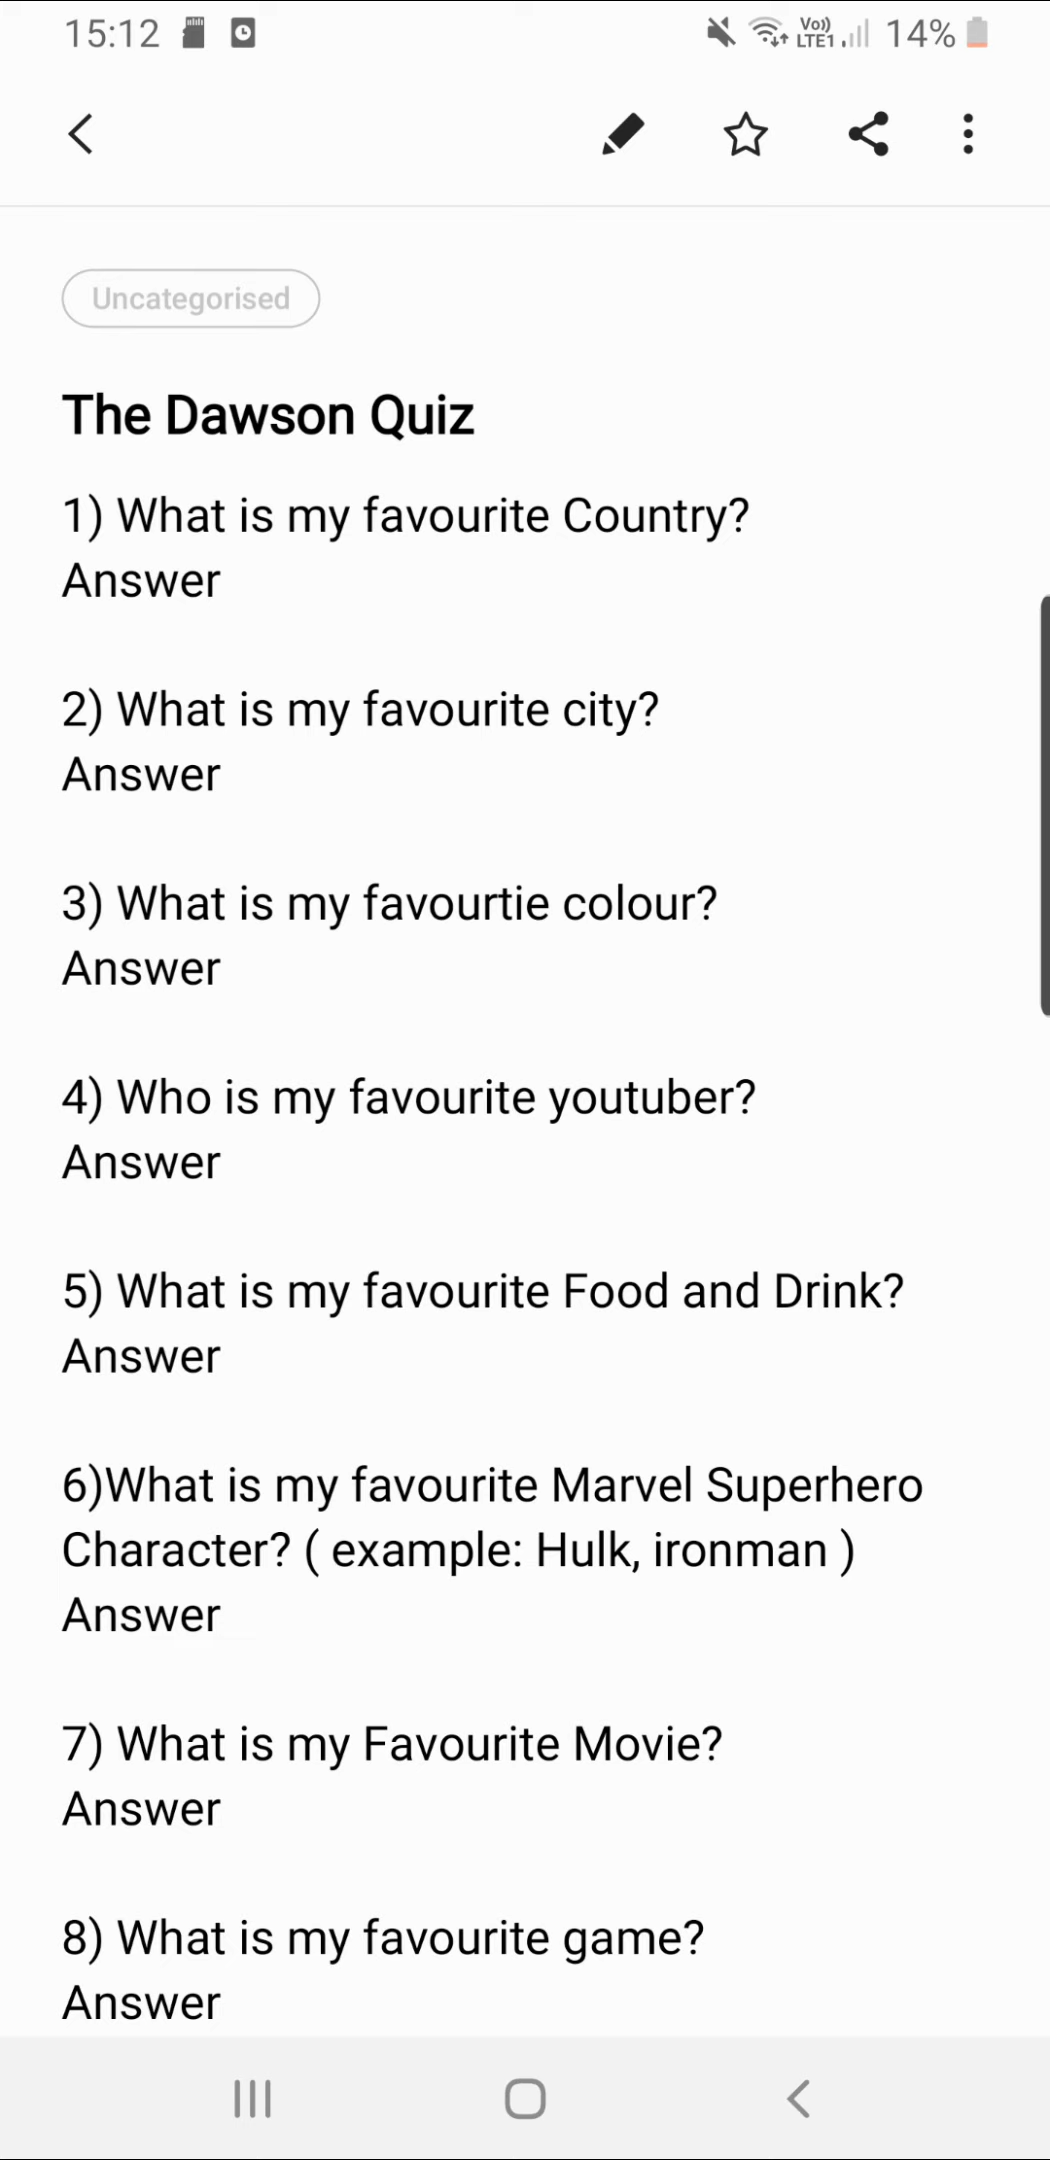 15:12
Vo))
LTE1
14%
Uncategorised
The Dawson Quiz
1) What is my favourite Country?
Answer
2) What is my favourite city?
Answer
3) What is my favourtie colour?
Answer
4) Who is my favourite youtuber?
Answer
5) What is my favourite Food and Drink?
Answer
6)What is my favourite Marvel Superhero
Character? ( example: Hulk, ironman )
Answer
7) What is my Favourite Movie?
Answer
8) What is my favourite game?
Answer